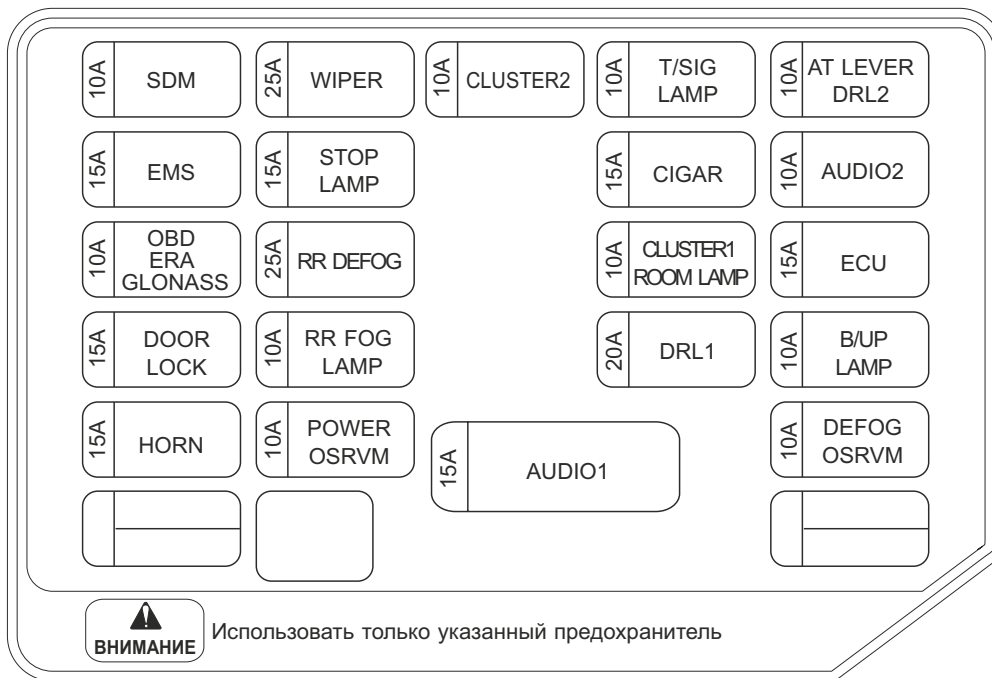 10A
SDM
25A
WIPER
10A
CLUSTER2
10A
T/SIG
LAMP
10A
AT LEVER
DRL2
15A
EMS
15A
STOP
LAMP
15A
CIGAR
10A
AUDIO2
10A
OBD
ERA
GLONASS
25A
RR DEFOG
10A
CLUSTER1
ROOM LAMP
15A
ECU
15A
DOOR
LOCK
10A
RR FOG
LAMP
20A
DRL1
10A
B/UP
LAMP
15A
HORN
10A
POWER
OSRVM
15A
AUDIO1
10A
DEFOG
OSRVM
ВНИМАНИЕ
Использовать только указанный предохранитель